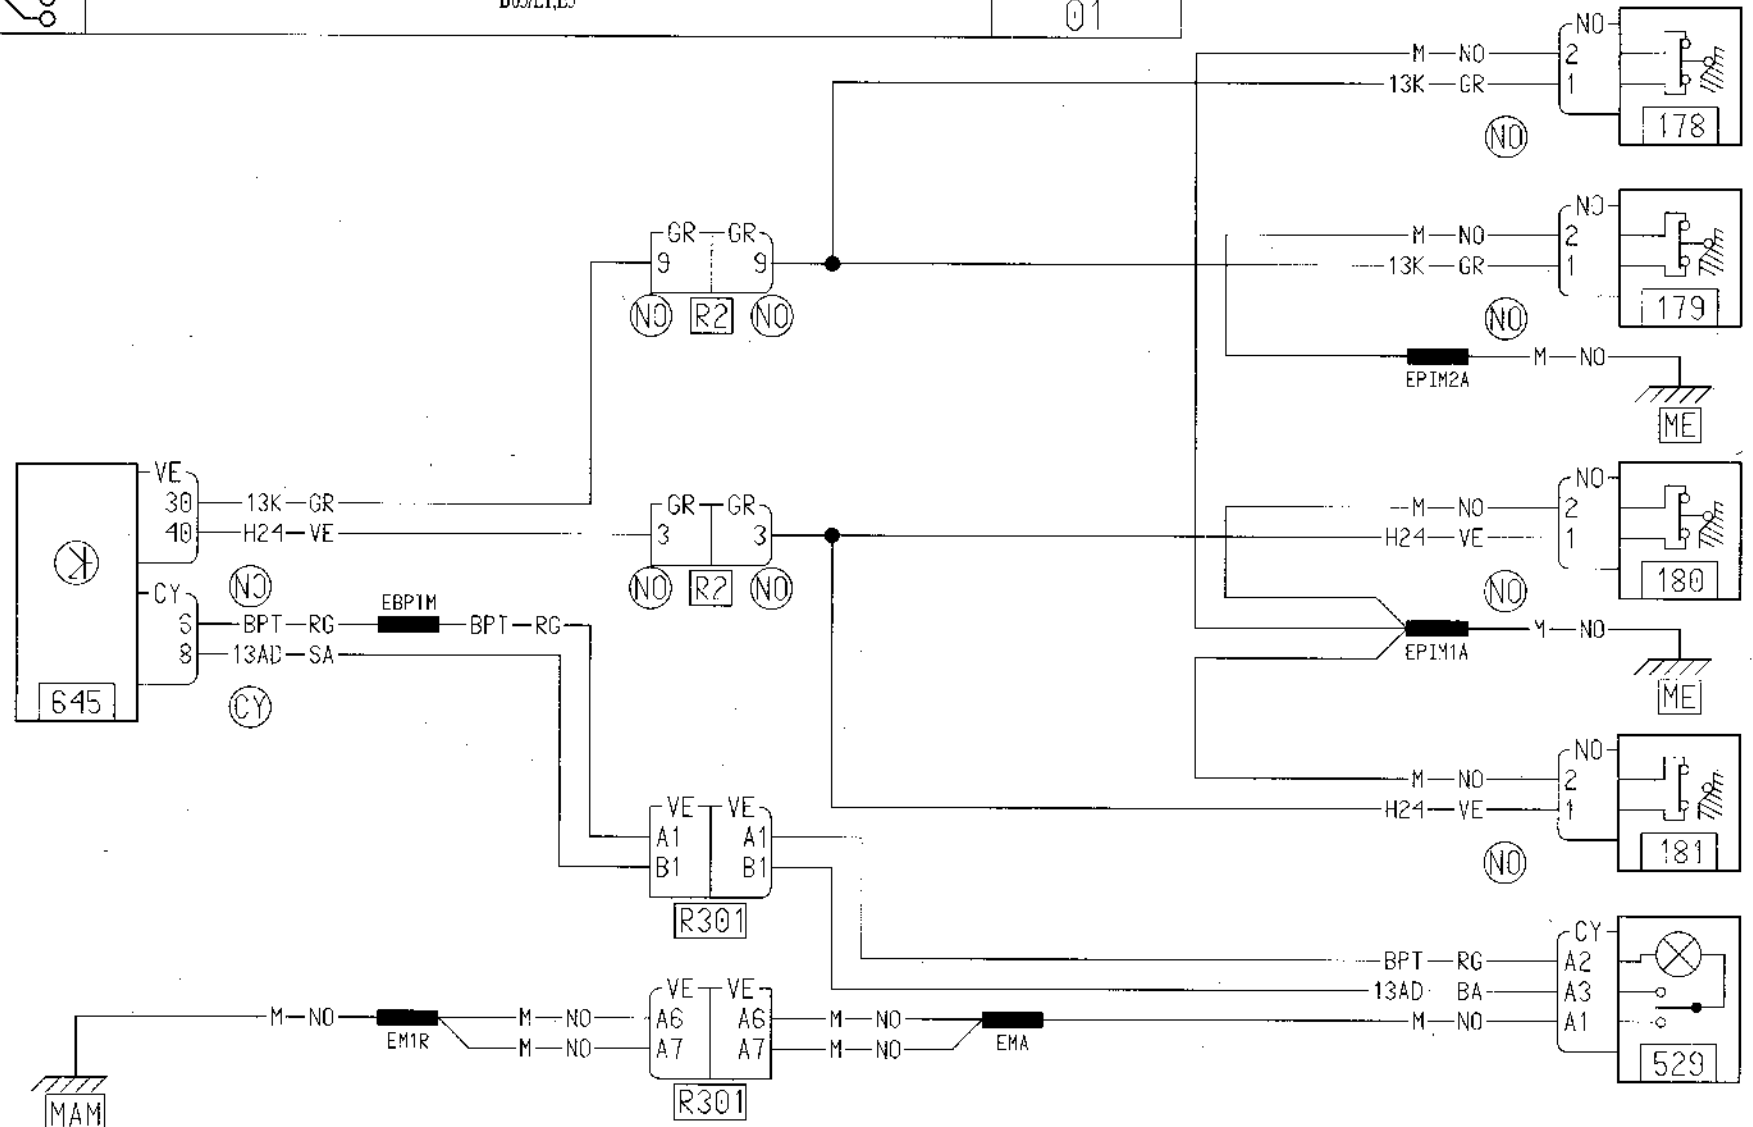 01
NO
M NO 2
13K GR 1
NO
178
GR GR
9 9
NO R2 NO
NO
M NO 2
13K GR 1
NO
179
EPIM2A
M NO
ME
VE
30 13K GR
40 H24 VE
NO
GR GR
3 3
NO R2 NO
NO
M NO 2
H24 VE 1
NO
180
CY
6 BPT RG
EBP1M
BPT RG
8 13AD SA
645
CY
EPIM1A
M NO
ME
NO
M NO 2
H24 VE 1
NO
181
VE VE
A1 A1
B1 B1
R301
CY
BPT RG A2
13AD BA A3
M NO A1
529
VE VE
M NO
EM1R
M NO A6 A6 M NO
M NO A7 A7 M NO
EMA
R301
MAM